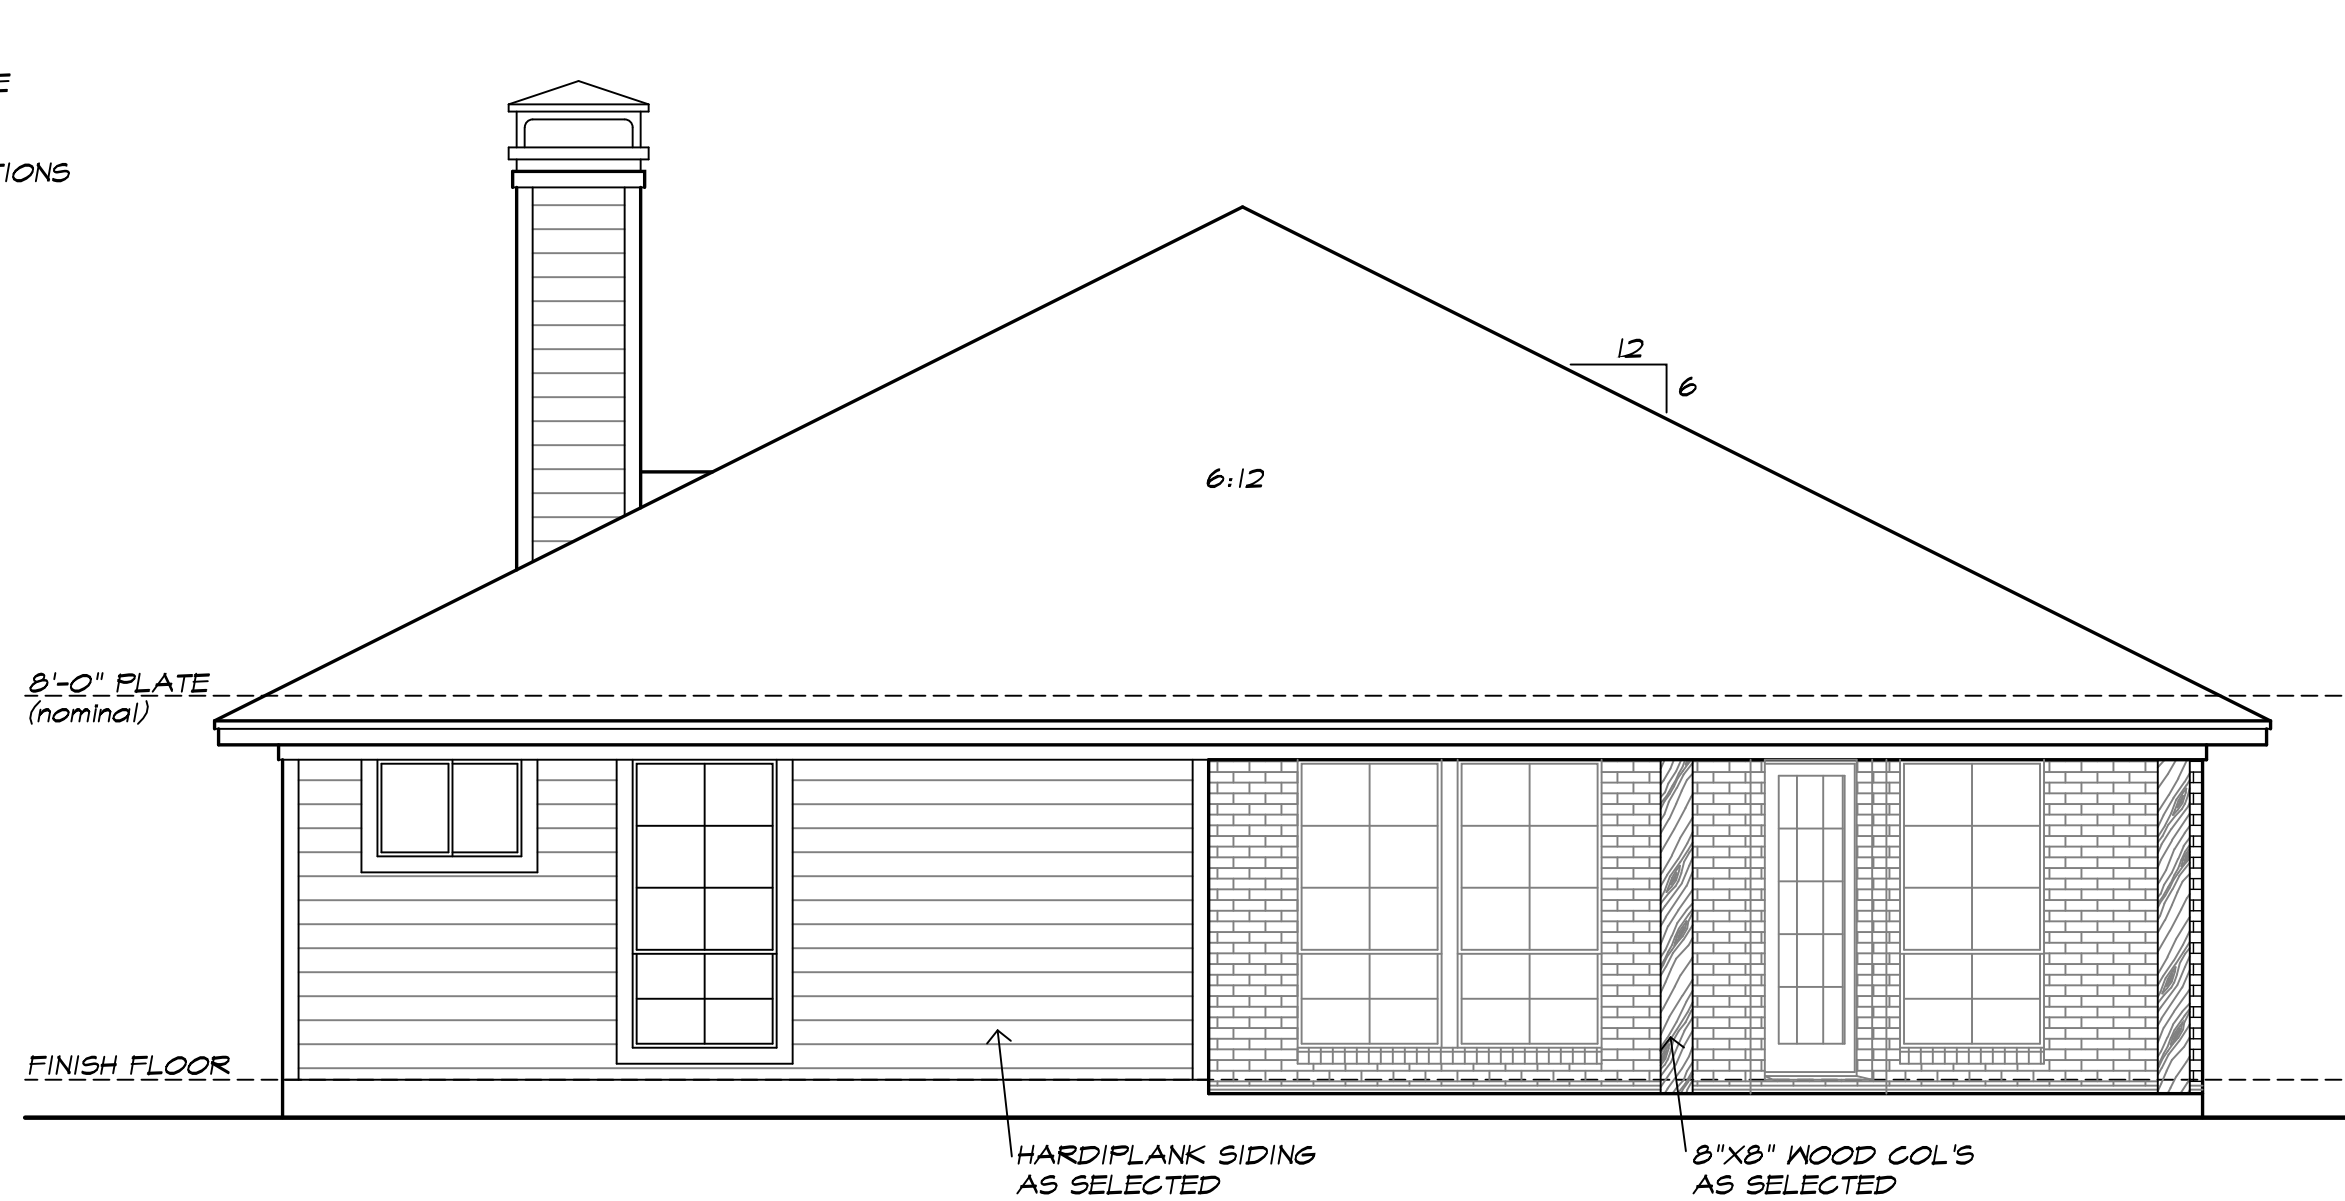 TIONS
12
6
6:12
8'-0" PLATE
(nominal)
FINISH FLOOR
HARDIPLANK SIDING
AS SELECTED
8"X8" WOOD COL'S
AS SELECTED